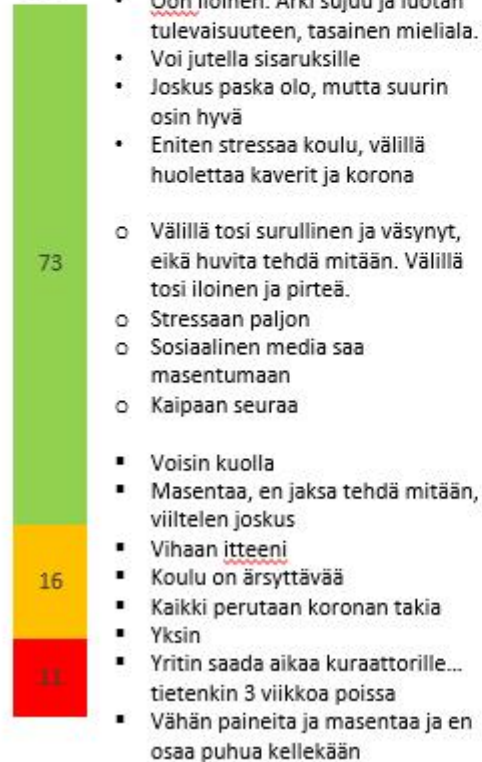 Oon iloinen. Arki sujuu ja luotan
tulevaisuuteen, tasainen mieliala.
• Voi jutella sisaruksille
• Joskus paska olo, mutta suurin
osin hyvä
• Eniten stressaa koulu, välillä
huolettaa kaverit ja korona
o Välillä tosi surullinen ja väsynyt,
eikä huvita tehdä mitään. Välillä
tosi iloinen ja pirteä.
o Stressaan paljon
o Sosiaalinen media saa
masentumaan
o Kaipaan seuraa
▪ Voisin kuolla
▪ Masentaa, en jaksa tehdä mitään,
viiltelen joskus
▪ Vihaan itteeni
▪ Koulu on ärsyttävää
▪ Kaikki perutaan koronan takia
▪ Yksin
▪ Yritin saada aikaa kuraattorille...
tietenkin 3 viikkoa poissa
▪ Vähän paineita ja masentaa ja en
osaa puhua kellekään
73
16
11